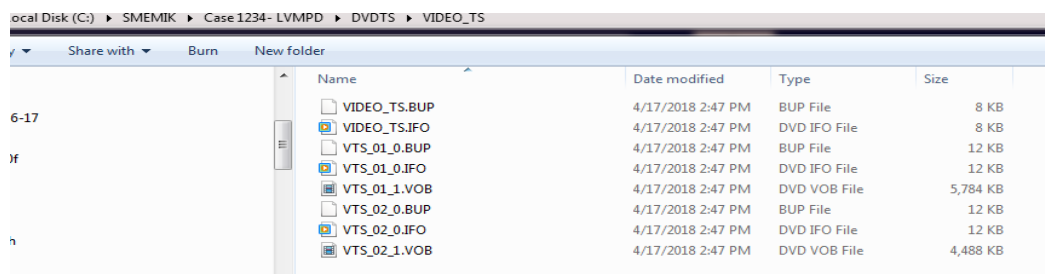 ocal Disk (C:) ▸ SMEMIK ▸ Case 1234- LVMPD ▸ DVDTS ▸ VIDEO_TS
Share with Burn New folder
Name Date modified Type Size
6-17
VIDEO_TS.BUP 4/17/2018 2:47 PM BUP File 8 KB
VIDEO_TS.IFO 4/17/2018 2:47 PM DVD IFO File 8 KB
VTS_01_0.BUP 4/17/2018 2:47 PM BUP File 12 KB
VTS_01_0.IFO 4/17/2018 2:47 PM DVD IFO File 12 KB
VTS_01_1.VOB 4/17/2018 2:47 PM DVD VOB File 5,784 KB
VTS_02_0.BUP 4/17/2018 2:47 PM BUP File 12 KB
VTS_02_0.IFO 4/17/2018 2:47 PM DVD IFO File 12 KB
VTS_02_1.VOB 4/17/2018 2:47 PM DVD VOB File 4,488 KB